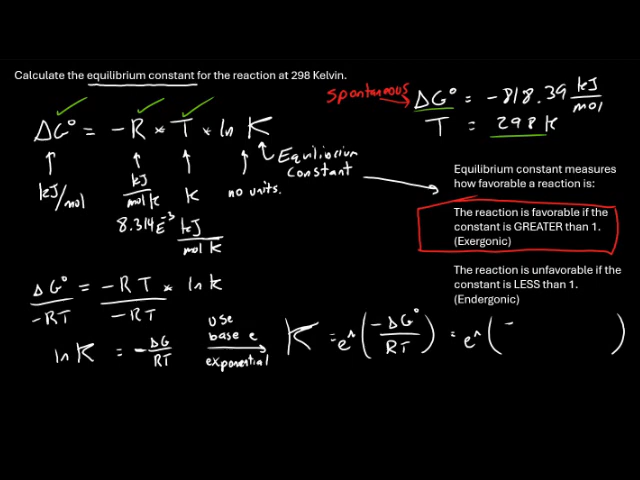 Calculate the equilibrium constant for the reaction at 298 Kelvin.
spontaneous
ΔG° = -818.39 kJ/mol
T = 298 K
ΔG° = -R * T * ln K
Equilibrium Constant
kJ/mol
kJ/mol K
K
no units.
8.314E^-3 kJ/mol K
Equilibrium constant measures
how favorable a reaction is:
The reaction is favorable if the
constant is GREATER than 1.
(Exergonic)
The reaction is unfavorable if the
constant is LESS than 1.
(Endergonic)
ΔG°/-RT = -RT/-RT * ln K
ln K = -ΔG/RT
use
base e
exponential
K = e^(-ΔG°/RT) = e^(- )